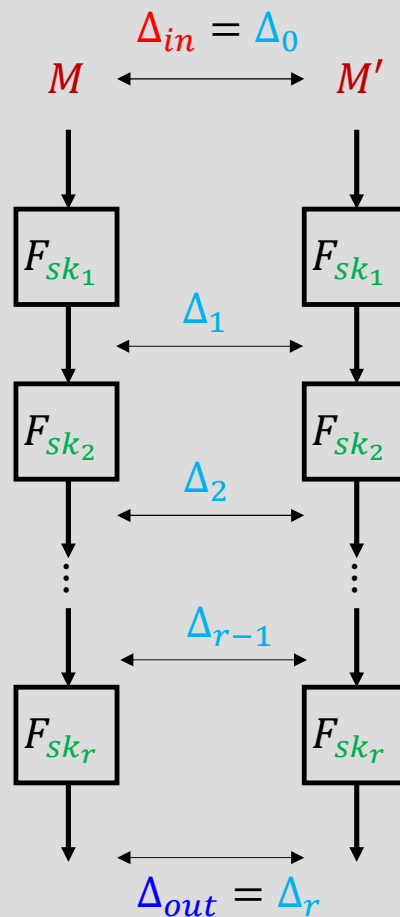 Δ_in = Δ_0
M M′
F_sk_1 F_sk_1
Δ_1
F_sk_2 F_sk_2
Δ_2
⋮ ⋮
Δ_r−1
F_sk_r F_sk_r
Δ_out = Δ_r